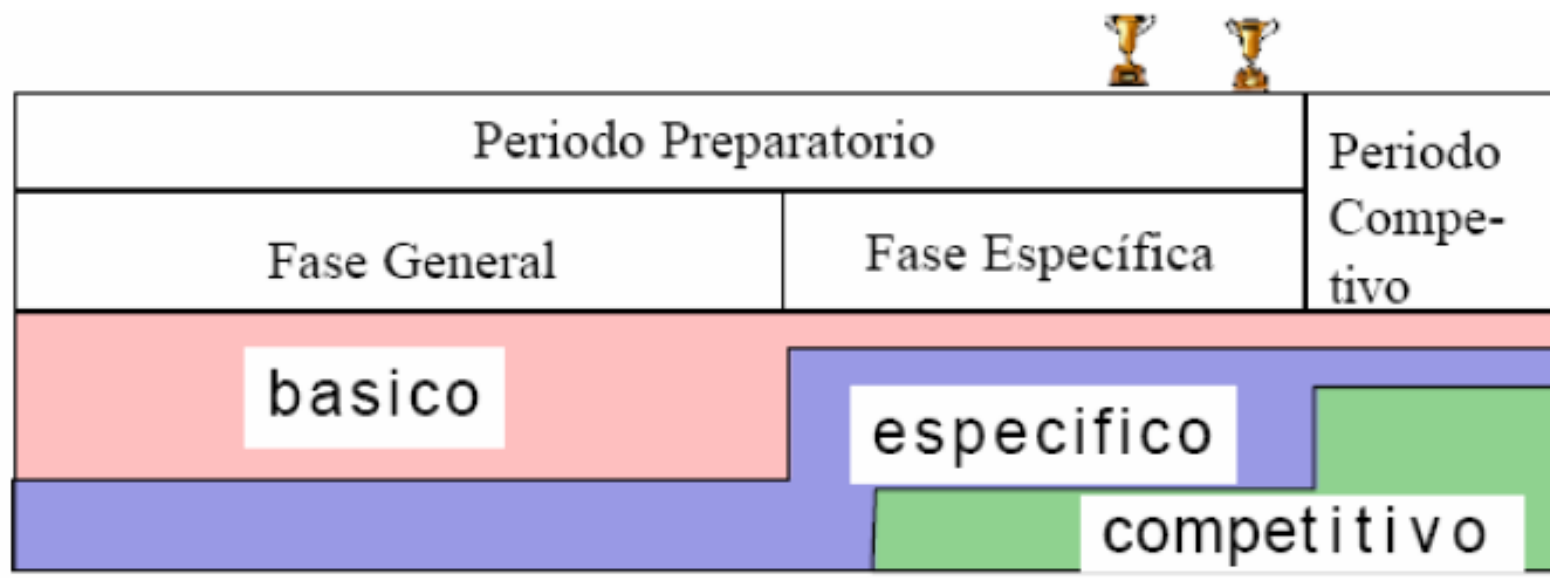 Periodo Preparatorio
Periodo
Compe-
tivo
Fase General
Fase Específica
basico
especifico
competitivo